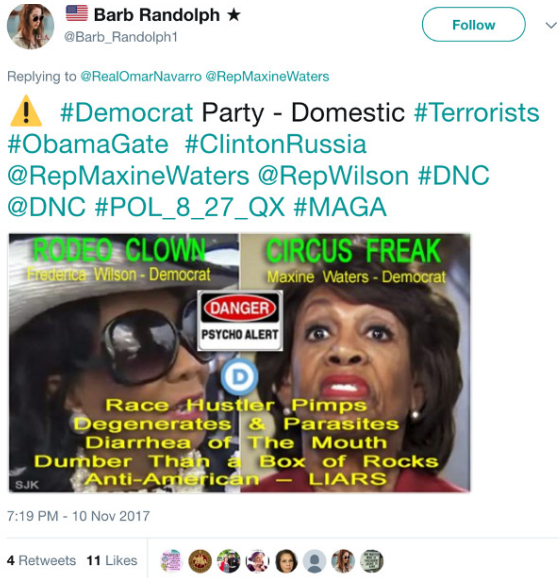 Barb Randolph ★
@Barb_Randolph1
Follow
Replying to @RealOmarNavarro @RepMaxineWaters
⚠️ #Democrat Party - Domestic #Terrorists
#ObamaGate #ClintonRussia
@RepMaxineWaters @RepWilson #DNC
@DNC #POL_8_27_QX #MAGA
RODEO CLOWN
Frederica Wilson - Democrat
CIRCUS FREAK
Maxine Waters - Democrat
DANGER
PSYCHO ALERT
D
Race Hustler Pimps
Degenerates & Parasites
Diarrhea of The Mouth
Dumber Than a Box of Rocks
Anti-American — LIARS
SJK
7:19 PM - 10 Nov 2017
4 Retweets 11 Likes